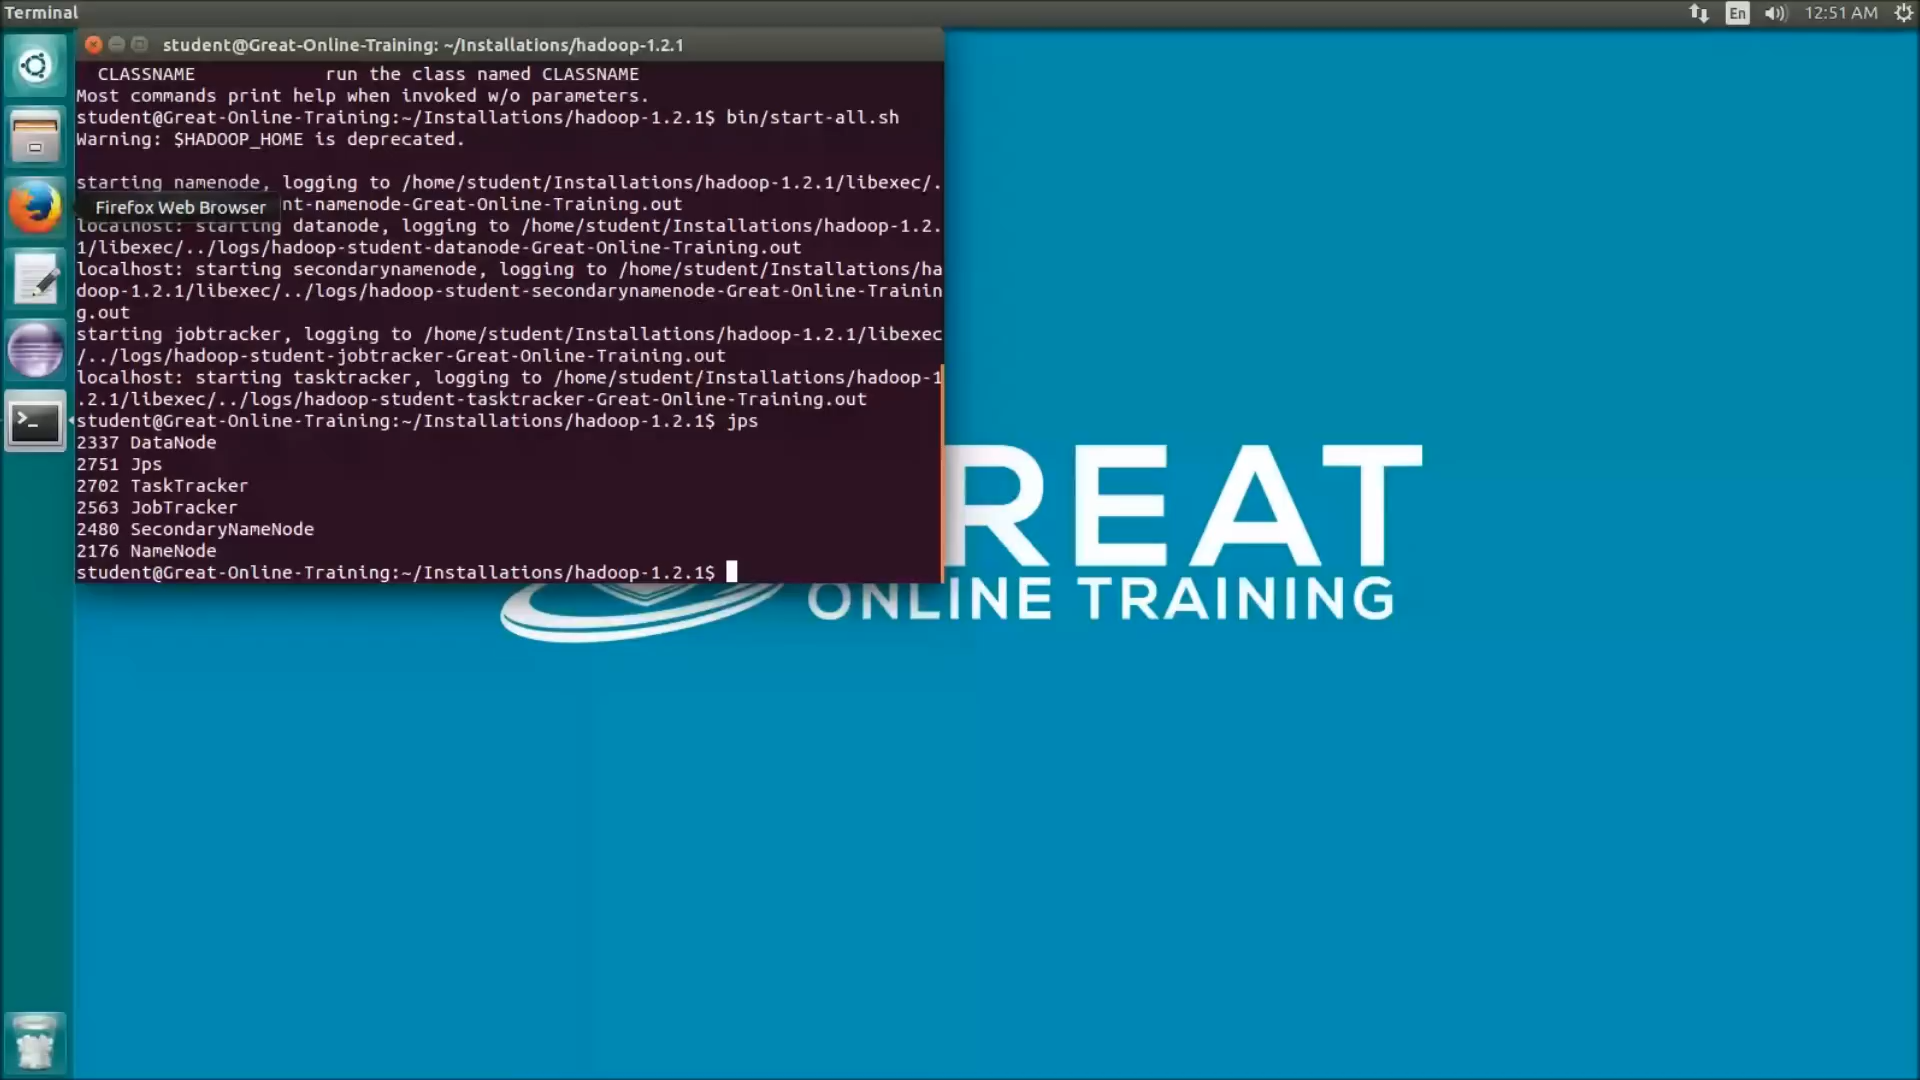 Terminal
En
12:51 AM
student@Great-Online-Training: ~/Installations/hadoop-1.2.1
CLASSNAME            run the class named CLASSNAME
Most commands print help when invoked w/o parameters.
student@Great-Online-Training:~/Installations/hadoop-1.2.1$ bin/start-all.sh
Warning: $HADOOP_HOME is deprecated.
starting namenode, logging to /home/student/Installations/hadoop-1.2.1/libexec/.
Firefox Web Browser
nt-namenode-Great-Online-Training.out
localhost: starting datanode, logging to /home/student/Installations/hadoop-1.2.
1/libexec/../logs/hadoop-student-datanode-Great-Online-Training.out
localhost: starting secondarynamenode, logging to /home/student/Installations/ha
doop-1.2.1/libexec/../logs/hadoop-student-secondarynamenode-Great-Online-Trainin
g.out
starting jobtracker, logging to /home/student/Installations/hadoop-1.2.1/libexec
/../logs/hadoop-student-jobtracker-Great-Online-Training.out
localhost: starting tasktracker, logging to /home/student/Installations/hadoop-1
.2.1/libexec/../logs/hadoop-student-tasktracker-Great-Online-Training.out
student@Great-Online-Training:~/Installations/hadoop-1.2.1$ jps
2337 DataNode
2751 Jps
2702 TaskTracker
2563 JobTracker
2480 SecondaryNameNode
2176 NameNode
student@Great-Online-Training:~/Installations/hadoop-1.2.1$
REAT
ONLINE TRAINING